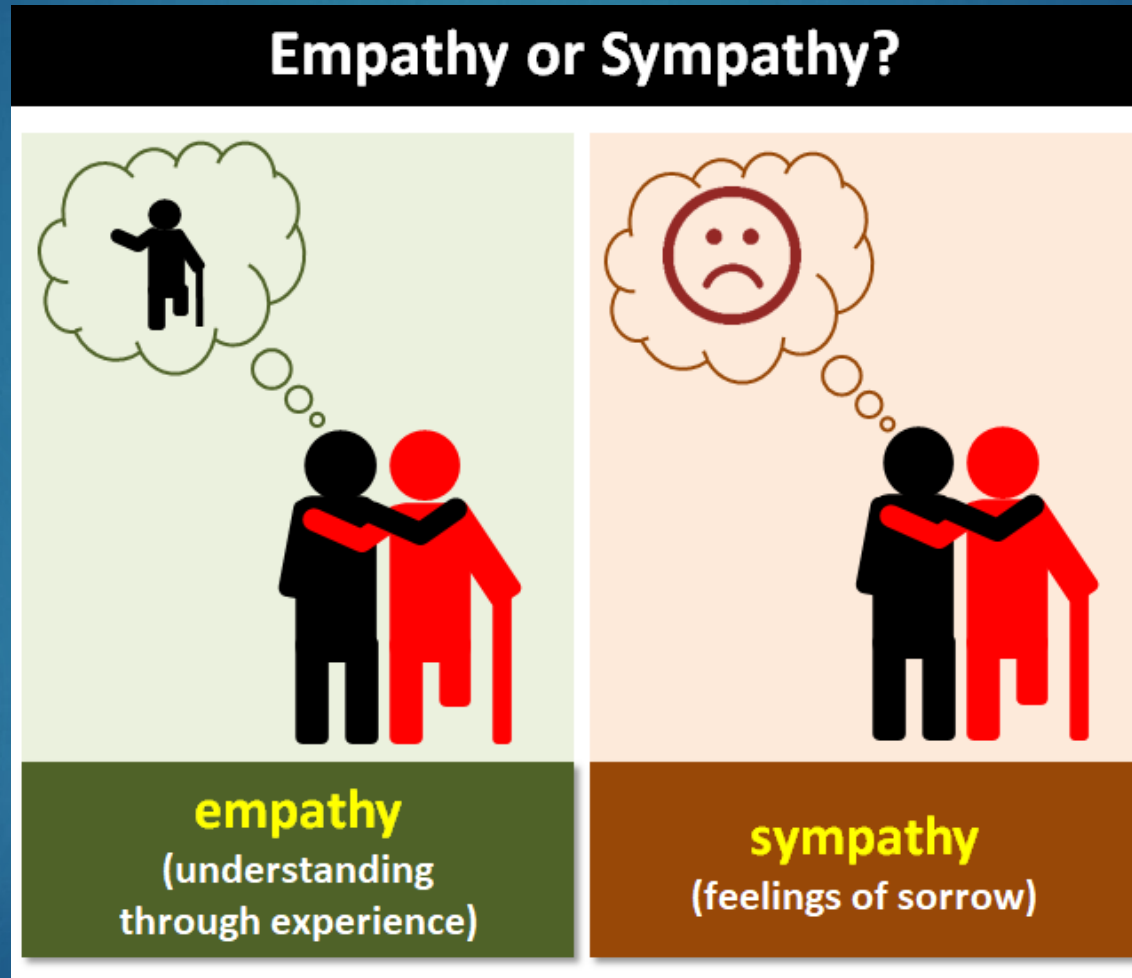 Empathy or Sympathy?
empathy
(understanding
through experience)
sympathy
(feelings of sorrow)